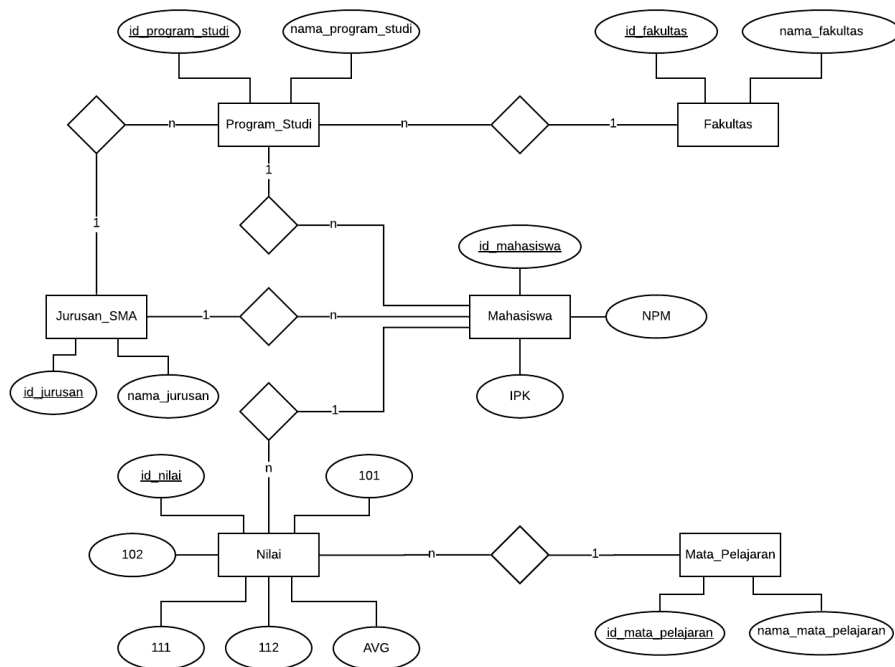 id_program_studi
nama_program_studi
id_fakultas
nama_fakultas
n
Program_Studi
n
1
Fakultas
1
1
n
id_mahasiswa
Jurusan_SMA
1
n
Mahasiswa
NPM
id_jurusan
nama_jurusan
1
IPK
n
id_nilai
101
102
Nilai
n
1
Mata_Pelajaran
111
112
AVG
id_mata_pelajaran
nama_mata_pelajaran